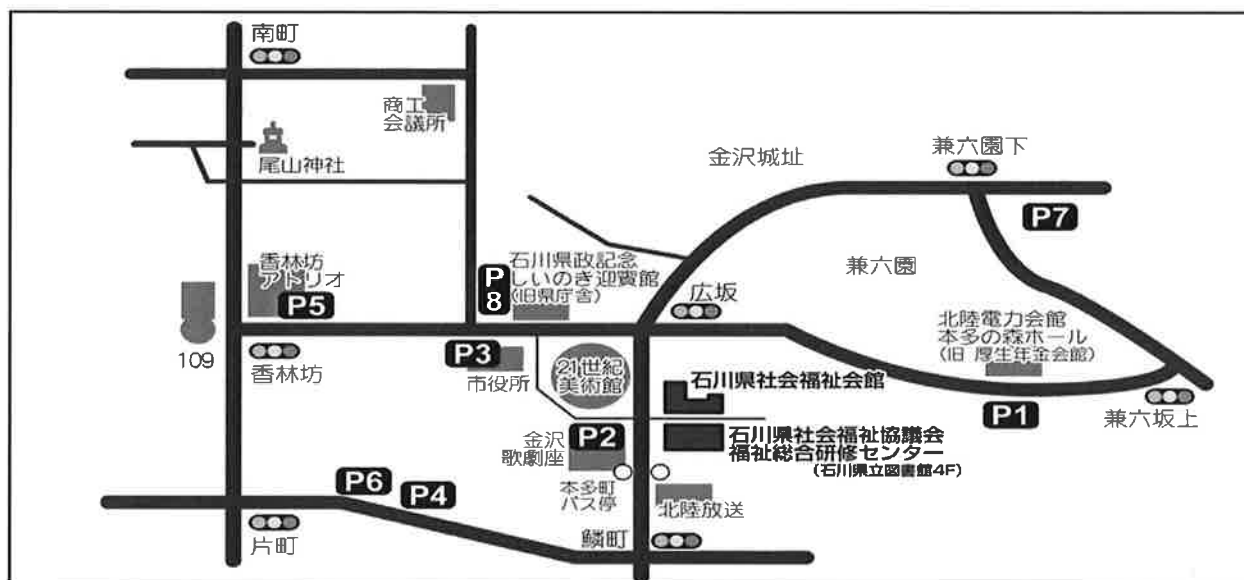 南町
商工
会議所
尾山神社
金沢城址
兼六園下
P7
香林坊
アトリオ
P5
P
8
石川県政記念
しいのき迎賓館
(旧県庁舎)
広坂
兼六園
北陸電力会館
本多の森ホール
(旧 厚生年金会館)
109
香林坊
P3
市役所
21世紀
美術館
石川県社会福祉会館
P1
兼六坂上
金沢
歌劇座
P2
石川県社会福祉協議会
福祉総合研修センター
(石川県立図書館4F)
P6
P4
本多町
バス停
北陸放送
片町
鱗町